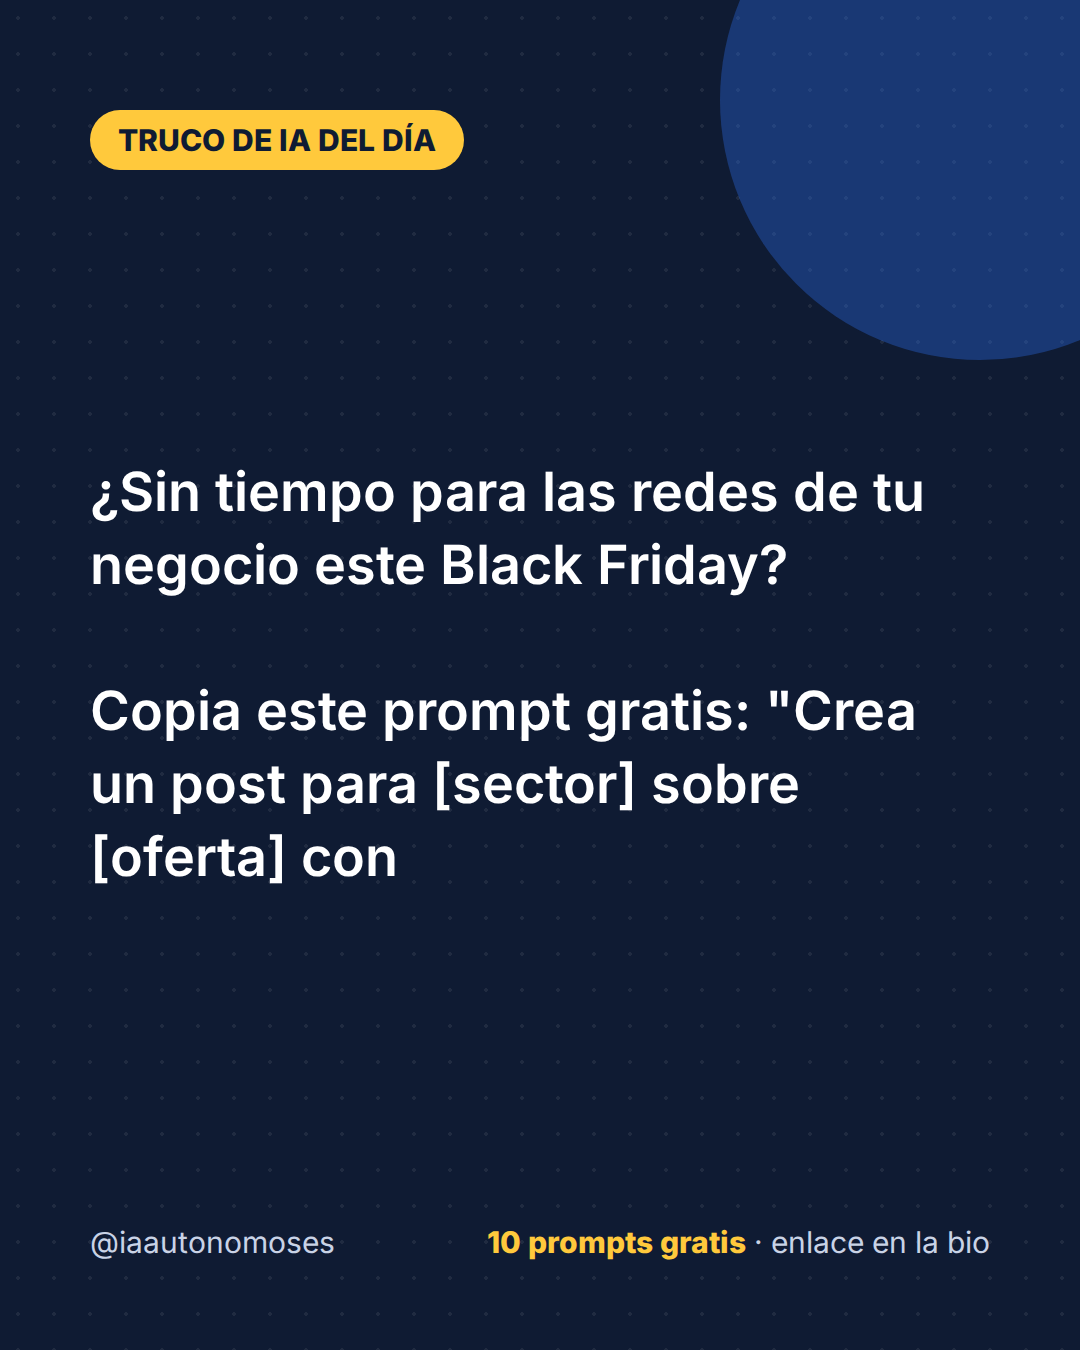 TRUCO DE IA DEL DÍA
¿Sin tiempo para las redes de tu
negocio este Black Friday?
Copia este prompt gratis: "Crea
un post para [sector] sobre
[oferta] con
@iaautonomoses
10 prompts gratis · enlace en la bio